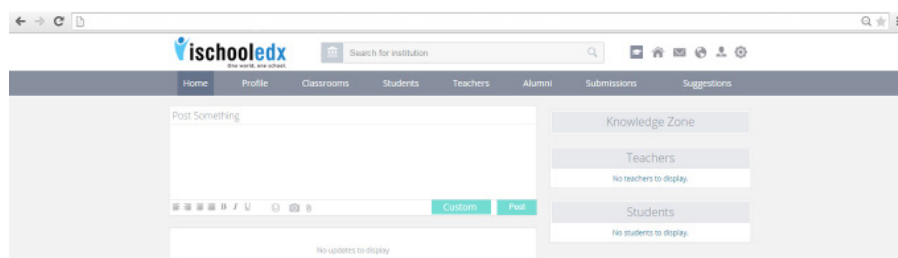 ischooledx
One world, one school.
Search for institution
Home Profile Classrooms Students Teachers Alumni Submissions Suggestions
Post Something
B I U
Custom Post
No updates to display
Knowledge Zone
Teachers
No teachers to display.
Students
No students to display.